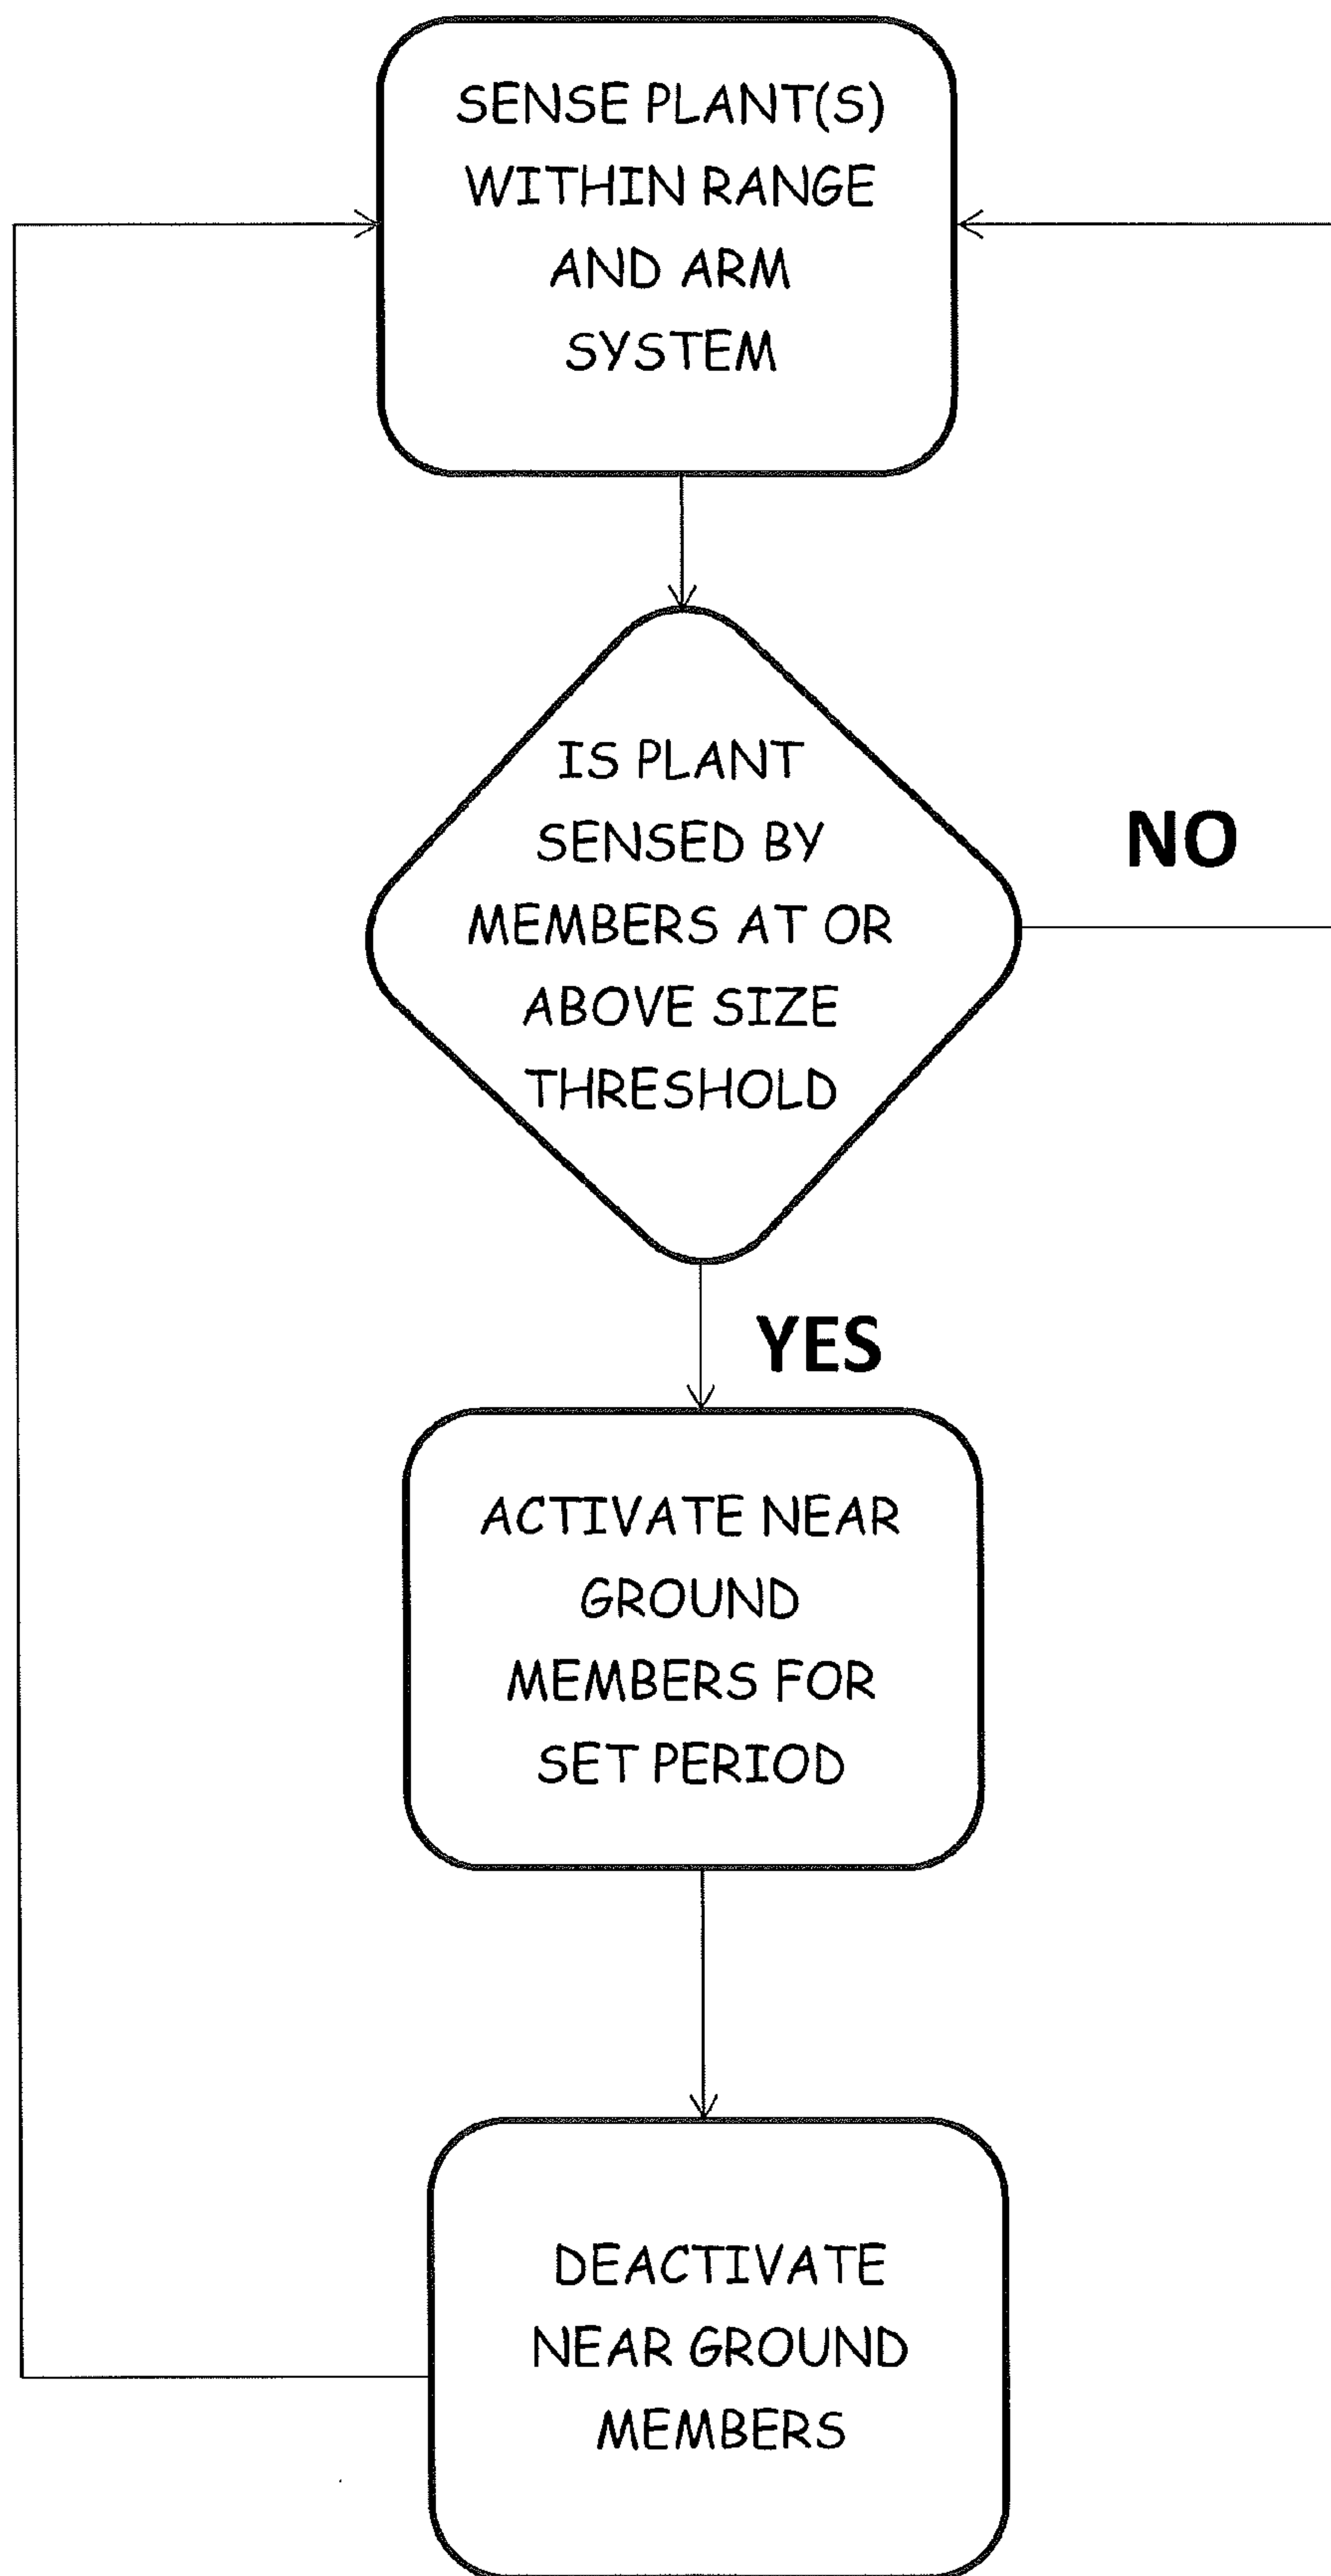 SENSE PLANT(S)
WITHIN RANGE
AND ARM
SYSTEM
IS PLANT
SENSED BY
MEMBERS AT OR
ABOVE SIZE
THRESHOLD
NO
YES
ACTIVATE NEAR
GROUND
MEMBERS FOR
SET PERIOD
DEACTIVATE
NEAR GROUND
MEMBERS